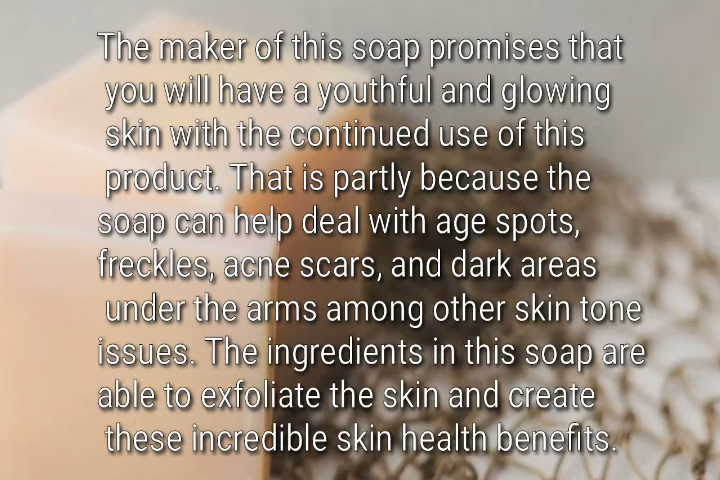 The maker of this soap promises that
you will have a youthful and glowing
skin with the continued use of this
product. That is partly because the
soap can help deal with age spots,
freckles, acne scars, and dark areas
under the arms among other skin tone
issues. The ingredients in this soap are
able to exfoliate the skin and create
these incredible skin health benefits.